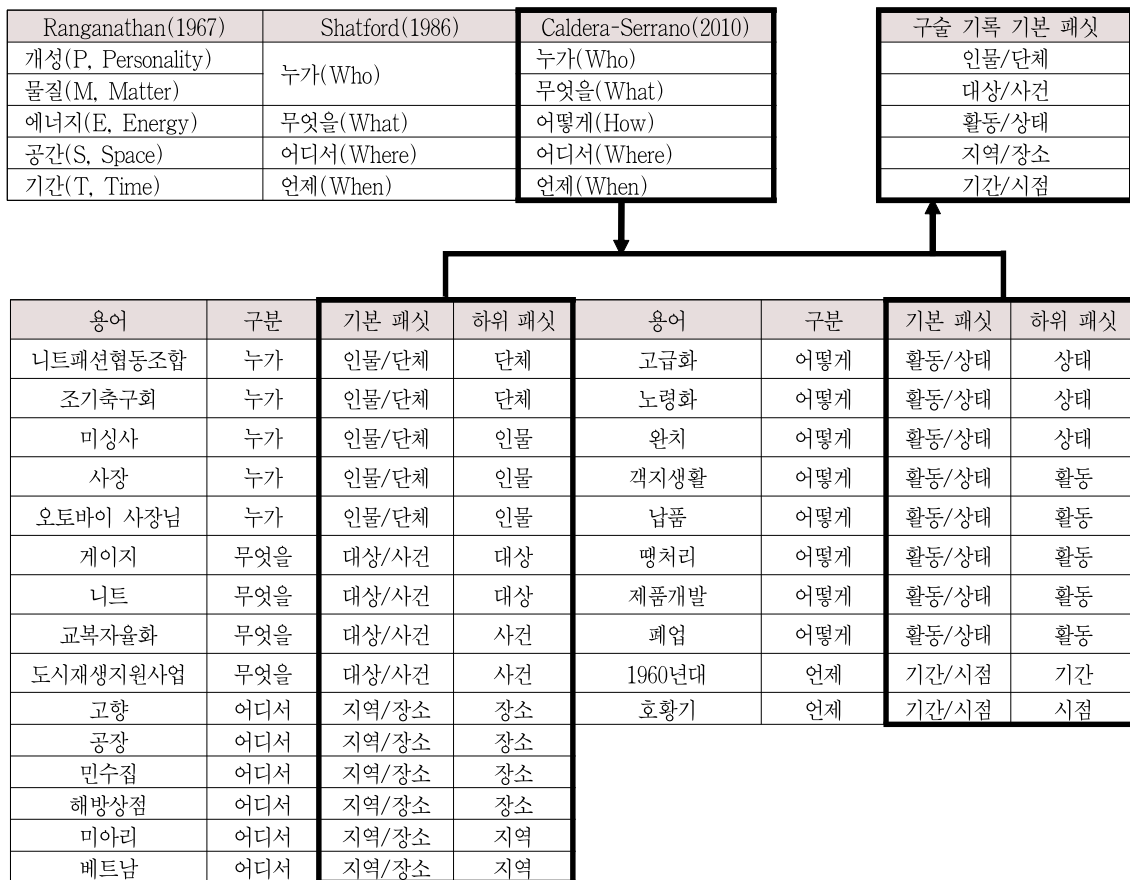 Ranganathan(1967) Shatford(1986) Caldera-Serrano(2010) 구술 기록 기본 패싯
개성(P, Personality) 누가(Who) 누가(Who) 인물/단체
물질(M, Matter) 무엇을(What) 대상/사건
에너지(E, Energy) 무엇을(What) 어떻게(How) 활동/상태
공간(S, Space) 어디서(Where) 어디서(Where) 지역/장소
기간(T, Time) 언제(When) 언제(When) 기간/시점
용어 구분 기본 패싯 하위 패싯 용어 구분 기본 패싯 하위 패싯
니트패션협동조합 누가 인물/단체 단체 고급화 어떻게 활동/상태 상태
조기축구회 누가 인물/단체 단체 노령화 어떻게 활동/상태 상태
미싱사 누가 인물/단체 인물 완치 어떻게 활동/상태 상태
사장 누가 인물/단체 인물 객지생활 어떻게 활동/상태 활동
오토바이 사장님 누가 인물/단체 인물 납품 어떻게 활동/상태 활동
게이지 무엇을 대상/사건 대상 땡처리 어떻게 활동/상태 활동
니트 무엇을 대상/사건 대상 제품개발 어떻게 활동/상태 활동
교복자율화 무엇을 대상/사건 사건 폐업 어떻게 활동/상태 활동
도시재생지원사업 무엇을 대상/사건 사건 1960년대 언제 기간/시점 기간
고향 어디서 지역/장소 장소 호황기 언제 기간/시점 시점
공장 어디서 지역/장소 장소
민수집 어디서 지역/장소 장소
해방상점 어디서 지역/장소 장소
미아리 어디서 지역/장소 지역
베트남 어디서 지역/장소 지역